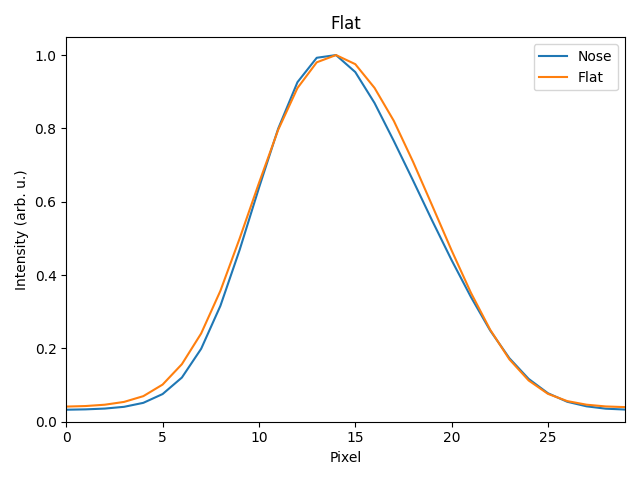 Flat
Nose
Flat
Intensity (arb. u.)
1.0
0.8
0.6
0.4
0.2
0.0
0 5 10 15 20 25
Pixel